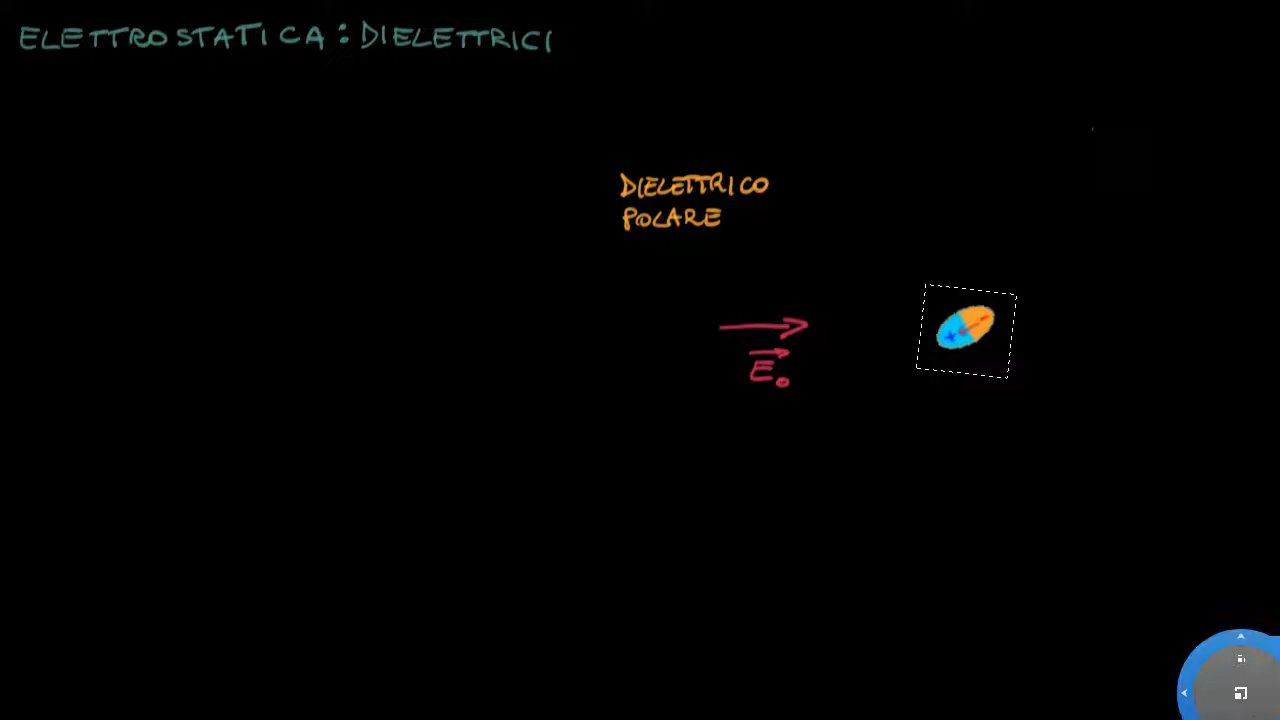 ELETTROSTATICA: DIELETTRICI
DIELETTRICO
POLARE
E₀
+ -